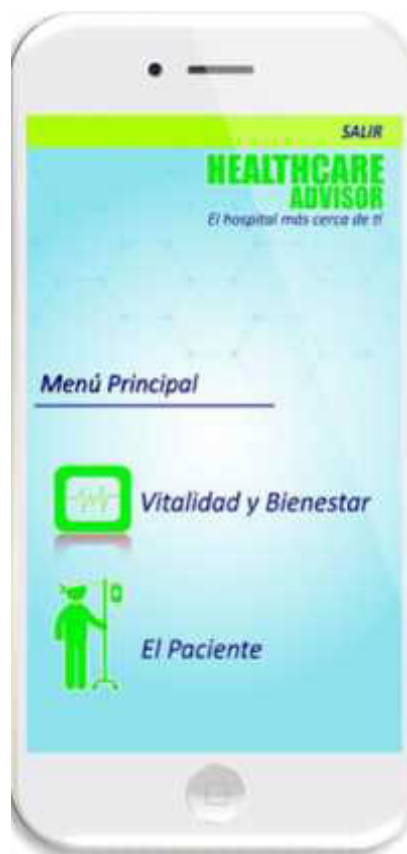 SALIR
HEALTHCARE
ADVISOR
El hospital más cerca de ti
Menú Principal
Vitalidad y Bienestar
El Paciente